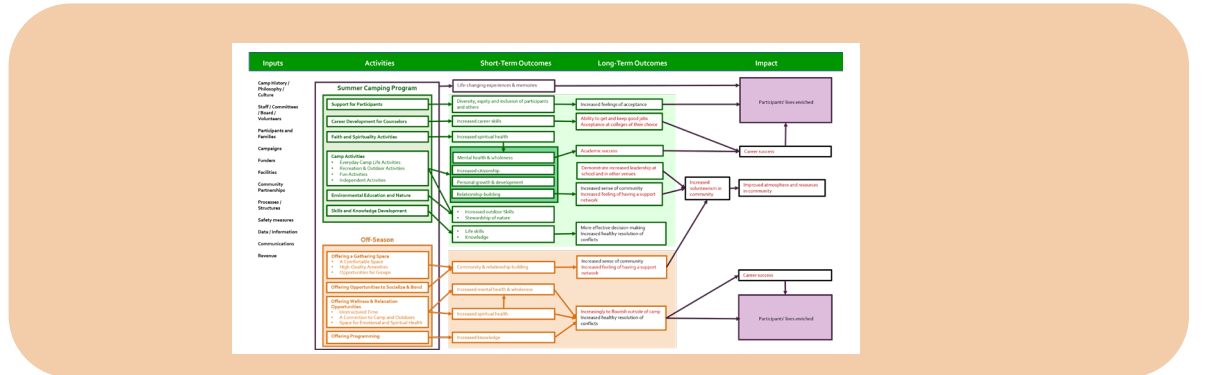 Inputs
Activities
Short-Term Outcomes
Long-Term Outcomes
Impact
Camp History /
Philosophy /
Culture
Staff / Committees
/ Board /
Volunteers
Participants and
Families
Campaigns
Funders
Facilities
Community
Partnerships
Processes /
Structures
Safety measures
Data / Information
Communications
Revenue
Summer Camping Program
Support for Participants
Career Development for Counselors
Faith and Spirituality Activities
Camp Activities
• Everyday Camp Life Activities
• Recreation & Outdoor Activities
• Fun Activities
• Independent Activities
Environmental Education and Nature
Skills and Knowledge Development
Off-Season
Offering a Gathering Space
• A Comfortable Space
• High-Quality Amenities
• Opportunities for Groups
Offering Opportunities to Socialize & Bond
Offering Wellness & Relaxation
Opportunities
• Unstructured Time
• A Connection to Camp and Outdoors
• Space for Emotional and Spiritual Health
Offering Programming
Life-changing experiences & memories
Diversity, equity and inclusion of participants
and others
Increased career skills
Increased spiritual health
Mental health & wholeness
Increased citizenship
Personal growth & development
Relationship-building
• Increased outdoor Skills
• Stewardship of nature
• Life skills
• Knowledge
Community & relationship building
Increased mental health & wholeness
Increased spiritual health
Increased knowledge
Increased feelings of acceptance
Ability to get and keep good jobs
Acceptance at colleges of their choice
Academic success
Demonstrate increased leadership at
school and in other venues
Increased sense of community
Increased feeling of having a support
network
More effective decision-making
Increased healthy resolution of
conflicts
Increased sense of community
Increased feeling of having a support
network
Increasingly to flourish outside of camp
Increased healthy resolution of
conflicts
Increased
volunteerism in
community
Participants' lives enriched
Career success
Improved atmosphere and resources
in community
Career success
Participants' lives enriched